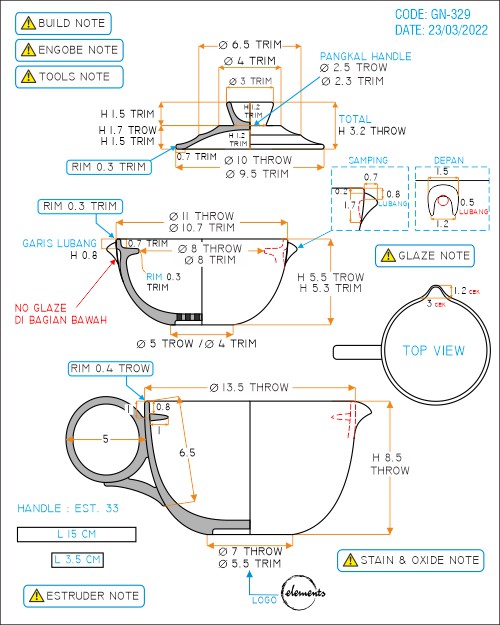 CODE: GN-329
DATE: 23/03/2022
BUILD NOTE
ENGOBE NOTE
TOOLS NOTE
Ø 6.5 TRIM
Ø 4 TRIM
Ø 3 TRIM
PANGKAL HANDLE
Ø 2.5 THROW
Ø 2.3 TRIM
H 1.5 TRIM
H 1.2 TRIM
H 1.7 THROW
H 1.5 TRIM
H 1.2 TRIM
TOTAL
H 3.2 THROW
RIM 0.3 TRIM
0.7 TRIM
Ø 10 THROW
Ø 9.5 TRIM
SAMPING
DEPAN
0.7
0.2
0.8
LUBANG
1.7
1.5
0.5
LUBANG
RIM 0.3 TRIM
Ø 11 THROW
Ø 10.7 TRIM
GARIS LUBANG
H 0.8
0.7 TRIM
Ø 8 THROW
Ø 8 TRIM
RIM 0.3
TRIM
H 5.5 THROW
H 5.3 TRIM
NO GLAZE
DI BAGIAN BAWAH
Ø 5 TROW / Ø 4 TRIM
GLAZE NOTE
1.2 CEK
3 CEK
TOP VIEW
RIM 0.4 TROW
Ø 13.5 THROW
1
0.8
1
5
6.5
H 8.5
THROW
HANDLE : EST. 33
L 15 CM
L 3.5 CM
Ø 7 THROW
Ø 5.5 TRIM
STAIN & OXIDE NOTE
ESTRUDER NOTE
LOGO
elements